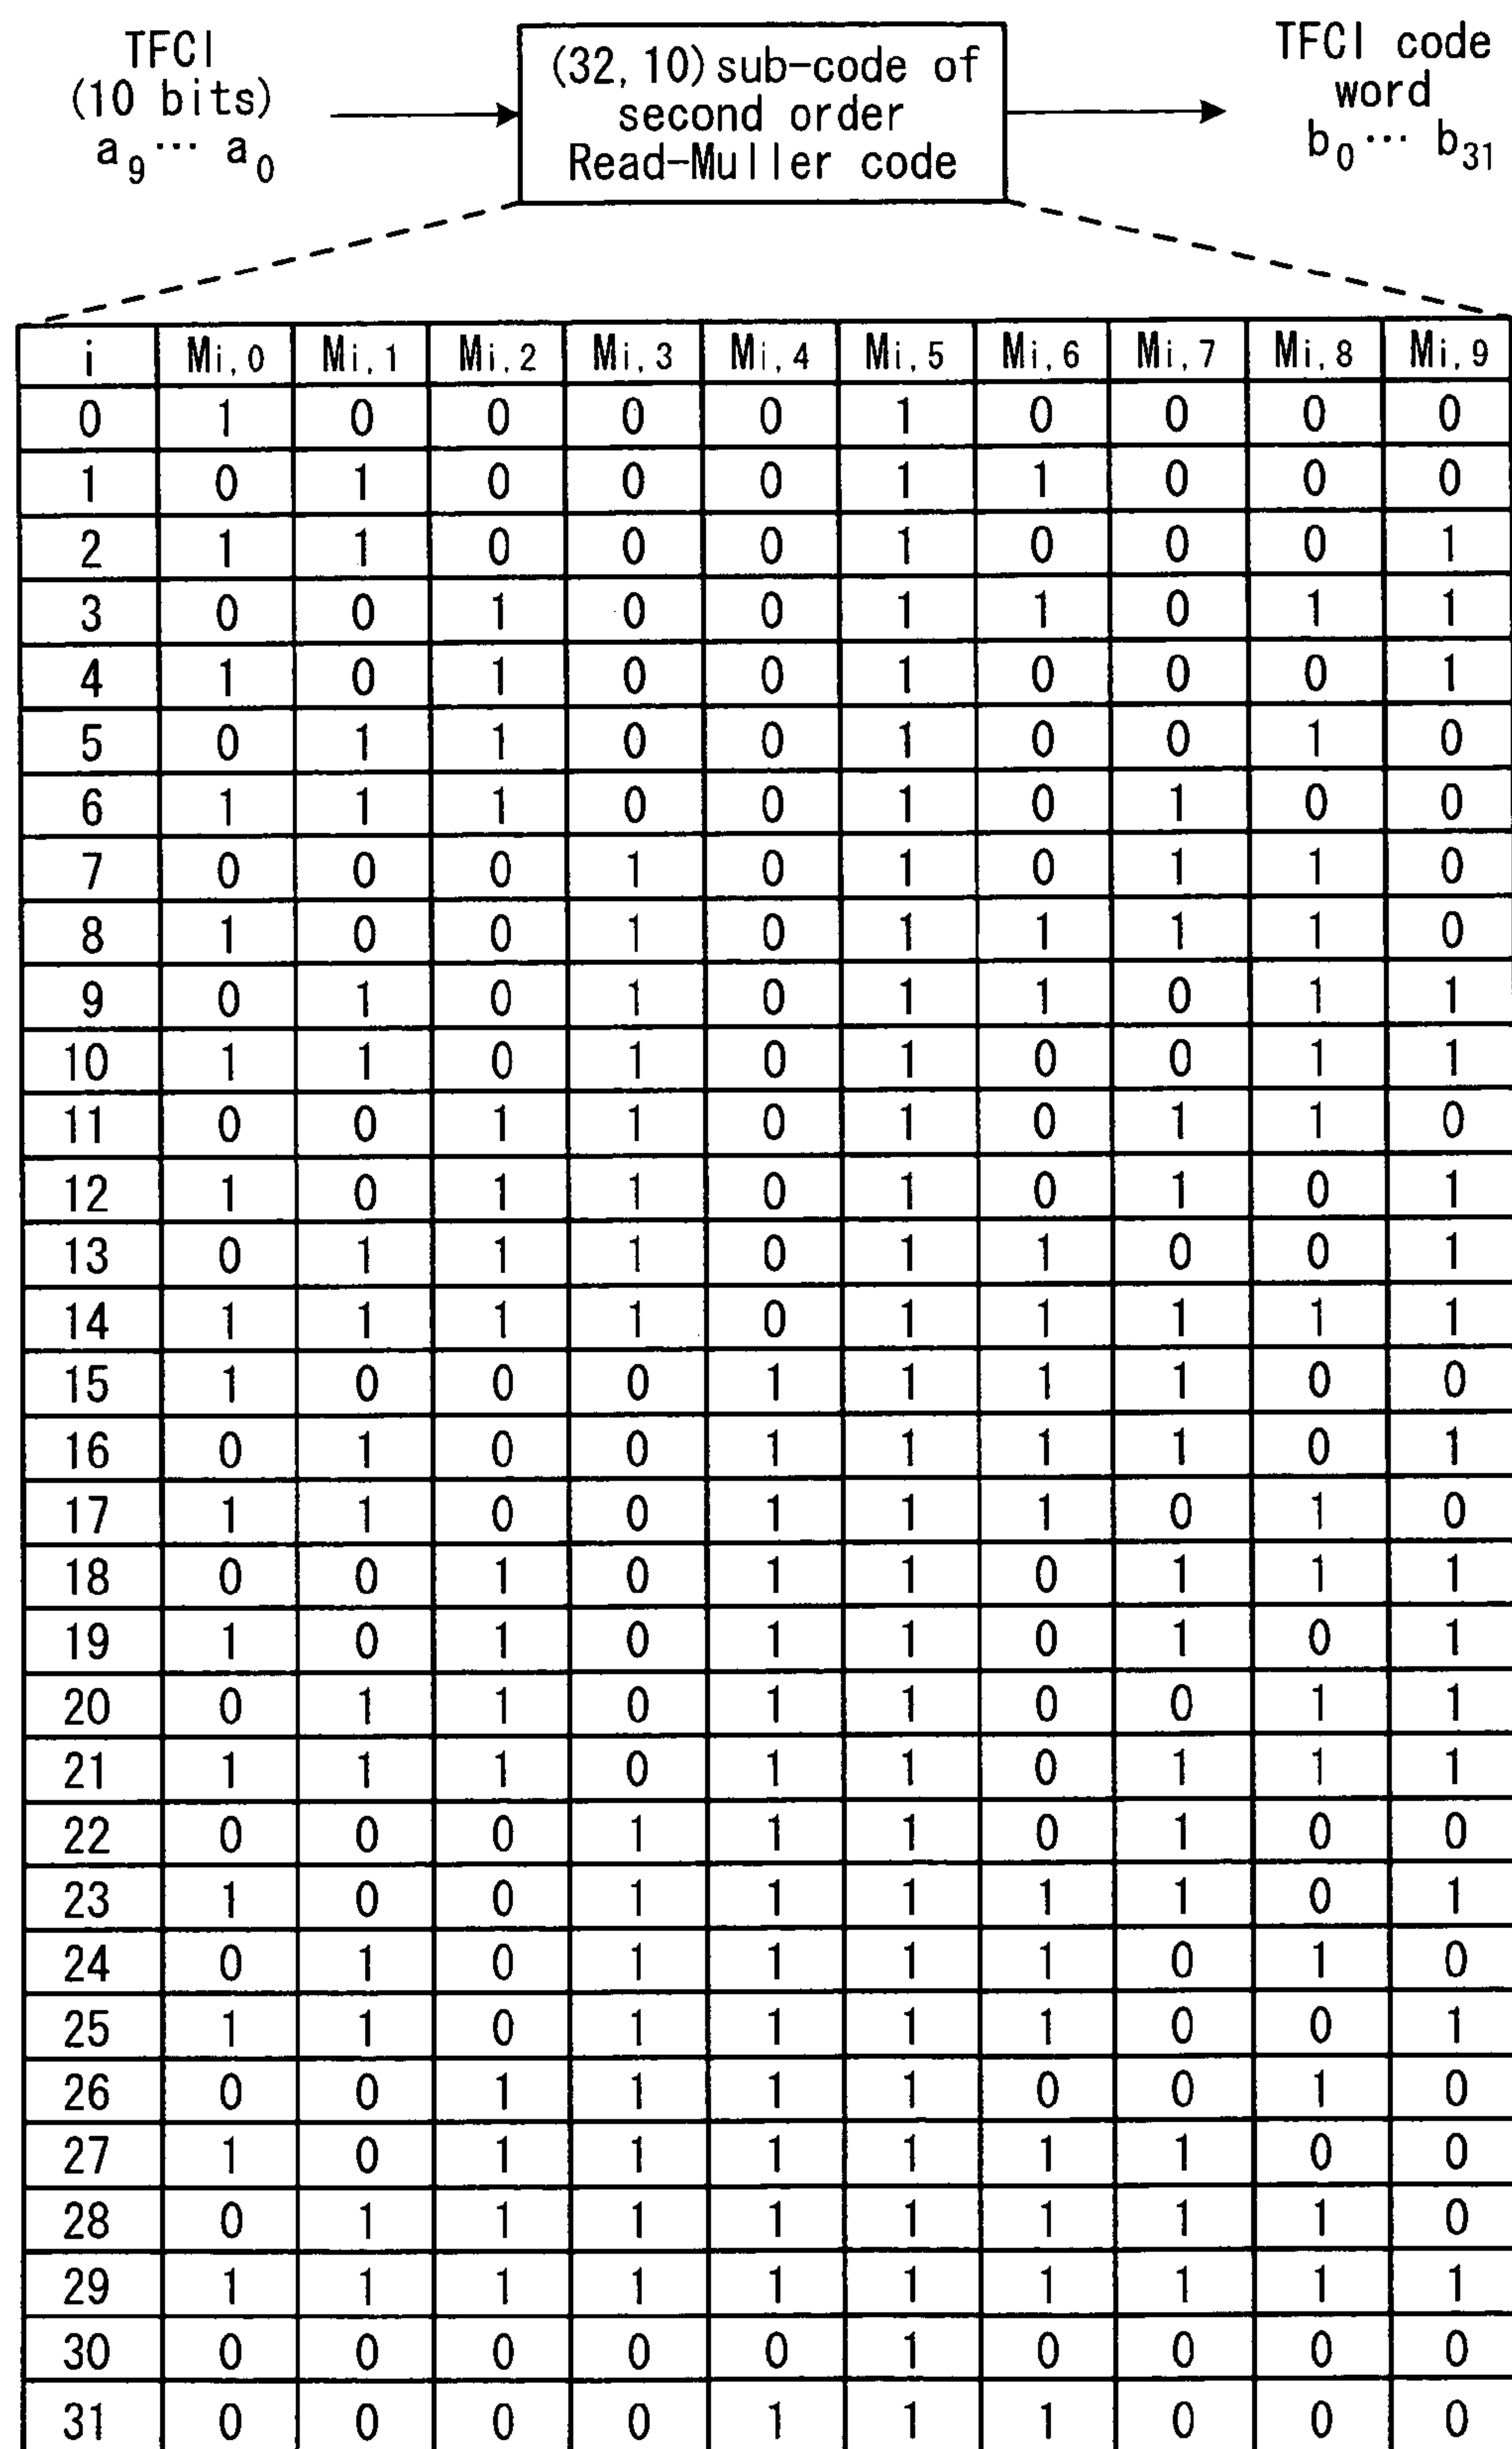 TFCI
(10 bits)
a9··· a0
(32, 10) sub-code of
second order
Read-Muller code
TFCI code
word
b0··· b31
i Mi, 0 Mi, 1 Mi, 2 Mi, 3 Mi, 4 Mi, 5 Mi, 6 Mi, 7 Mi, 8 Mi, 9
0 1 0 0 0 0 1 0 0 0 0
1 0 1 0 0 0 1 1 0 0 0
2 1 1 0 0 0 1 0 0 0 1
3 0 0 1 0 0 1 1 0 1 1
4 1 0 1 0 0 1 0 0 0 1
5 0 1 1 0 0 1 0 0 1 0
6 1 1 1 0 0 1 0 1 0 0
7 0 0 0 1 0 1 0 1 1 0
8 1 0 0 1 0 1 1 1 1 0
9 0 1 0 1 0 1 1 0 1 1
10 1 1 0 1 0 1 0 0 1 1
11 0 0 1 1 0 1 0 1 1 0
12 1 0 1 1 0 1 0 1 0 1
13 0 1 1 1 0 1 1 0 0 1
14 1 1 1 1 0 1 1 1 1 1
15 1 0 0 0 1 1 1 1 0 0
16 0 1 0 0 1 1 1 1 0 1
17 1 1 0 0 1 1 1 0 1 0
18 0 0 1 0 1 1 0 1 1 1
19 1 0 1 0 1 1 0 1 0 1
20 0 1 1 0 1 1 0 0 1 1
21 1 1 1 0 1 1 0 1 1 1
22 0 0 0 1 1 1 0 1 0 0
23 1 0 0 1 1 1 1 1 0 1
24 0 1 0 1 1 1 1 0 1 0
25 1 1 0 1 1 1 1 0 0 1
26 0 0 1 1 1 1 0 0 1 0
27 1 0 1 1 1 1 1 1 0 0
28 0 1 1 1 1 1 1 1 1 0
29 1 1 1 1 1 1 1 1 1 1
30 0 0 0 0 0 1 0 0 0 0
31 0 0 0 0 1 1 1 0 0 0